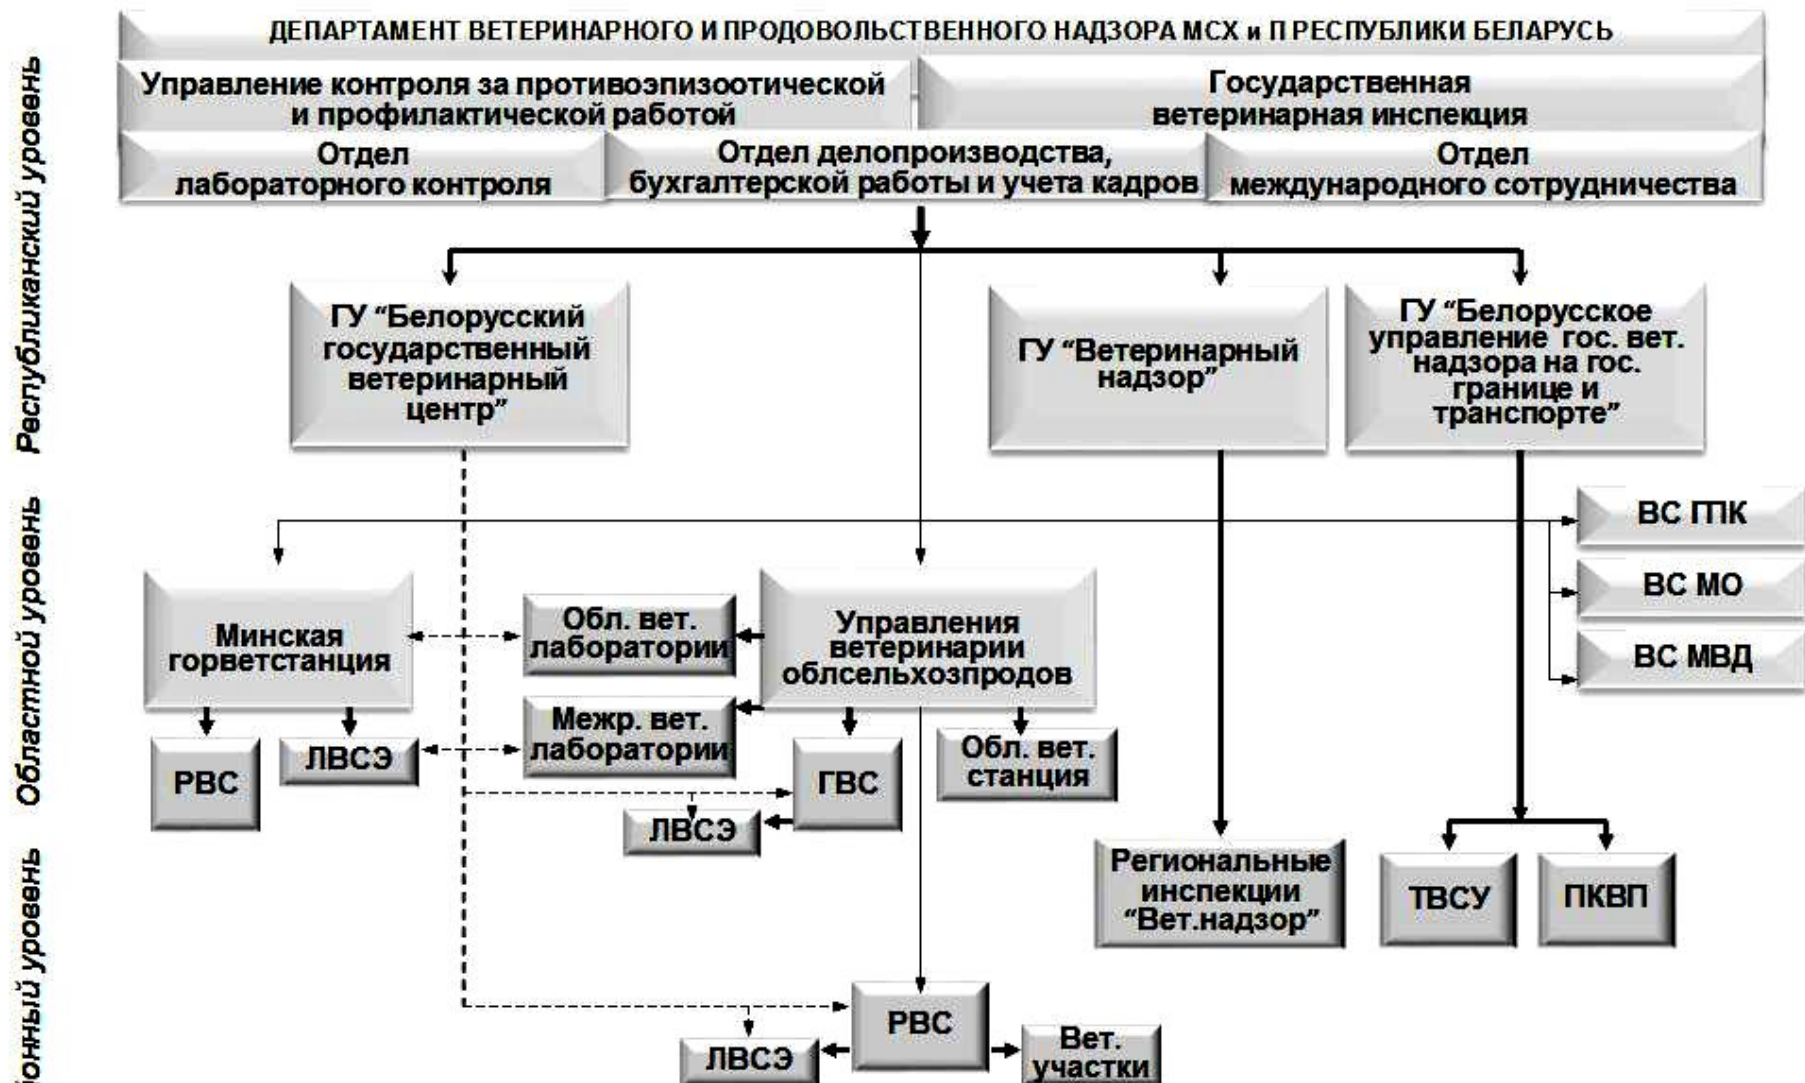 ДЕПАРТАМЕНТ ВЕТЕРИНАРНОГО И ПРОДОВОЛЬСТВЕННОГО НАДЗОРА МСХ и П РЕСПУБЛИКИ БЕЛАРУСЬ
Управление контроля за противоэпизоотической
и профилактической работой
Государственная
ветеринарная инспекция
Отдел
лабораторного контроля
Отдел делопроизводства,
бухгалтерской работы и учета кадров
Отдел
международного сотрудничества
Республиканский уровень
ГУ “Белорусский
государственный
ветеринарный
центр”
ГУ “Ветеринарный
надзор”
ГУ “Белорусское
управление гос. вет.
надзора на гос.
границе и
транспорте”
Областной уровень
ВС ГПК
ВС МО
ВС МВД
Минская
горветстанция
Обл. вет.
лаборатории
Управления
ветеринарии
облсельхозпродов
Межр. вет.
лаборатории
РВС
ЛВСЭ
ГВС
Обл. вет.
станция
ЛВСЭ
Региональные
инспекции
“Вет.надзор”
ТВСУ
ПКВП
уровень
РВС
ЛВСЭ
Вет.
участки